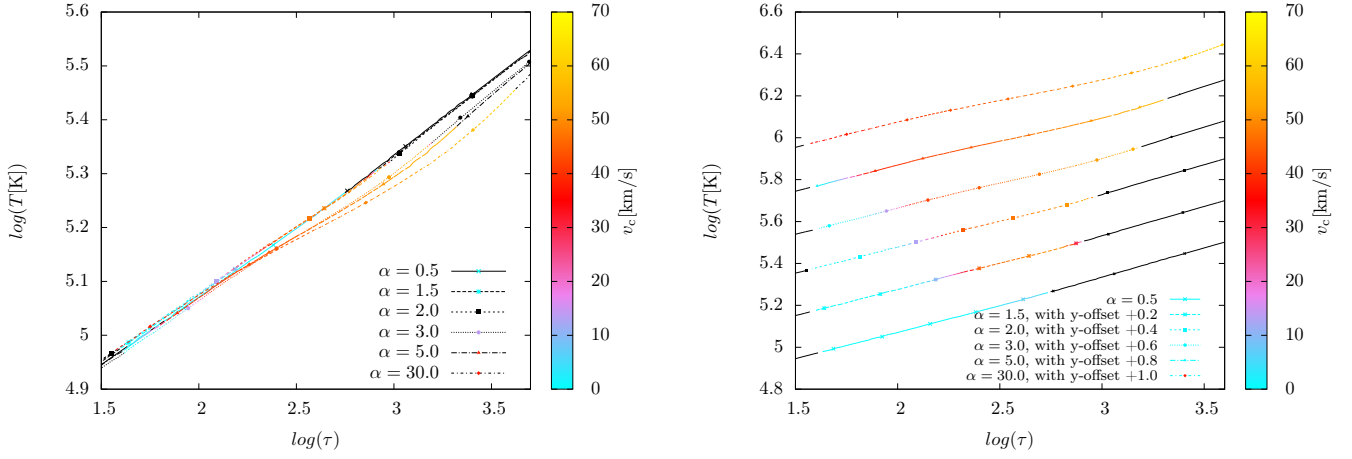 log(T[K])
5.6
5.5
5.4
5.3
5.2
5.1
5
4.9
1.5
2
2.5
3
3.5
log(τ)
α = 0.5
α = 1.5
α = 2.0
α = 3.0
α = 5.0
α = 30.0
70
60
50
40
30
20
10
0
v_c[km/s]
log(T[K])
6.6
6.4
6.2
6
5.8
5.6
5.4
5.2
5
4.8
1.5
2
2.5
3
3.5
log(τ)
α = 0.5
α = 1.5, with y-offset +0.2
α = 2.0, with y-offset +0.4
α = 3.0, with y-offset +0.6
α = 5.0, with y-offset +0.8
α = 30.0, with y-offset +1.0
70
60
50
40
30
20
10
0
v_c[km/s]